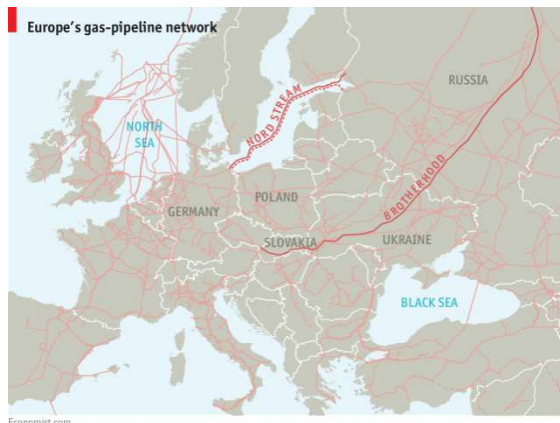 Europe's gas-pipeline network
RUSSIA
NORTH
SEA
NORD STREAM
BROTHERHOOD
POLAND
GERMANY
SLOVAKIA
UKRAINE
BLACK SEA
Economist.com